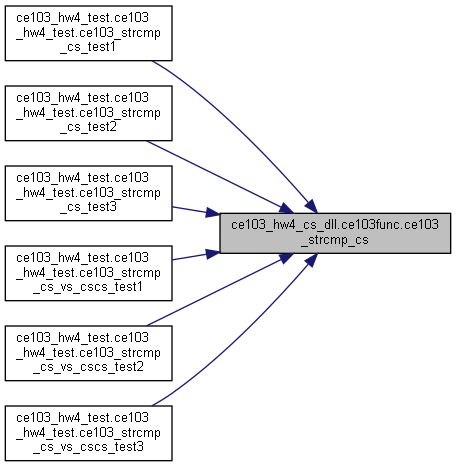 ce103_hw4_test.ce103
_hw4_test.ce103_strcmp
_cs_test1
ce103_hw4_test.ce103
_hw4_test.ce103_strcmp
_cs_test2
ce103_hw4_test.ce103
_hw4_test.ce103_strcmp
_cs_test3
ce103_hw4_cs_dll.ce103func.ce103
_strcmp_cs
ce103_hw4_test.ce103
_hw4_test.ce103_strcmp
_cs_vs_cscs_test1
ce103_hw4_test.ce103
_hw4_test.ce103_strcmp
_cs_vs_cscs_test2
ce103_hw4_test.ce103
_hw4_test.ce103_strcmp
_cs_vs_cscs_test3